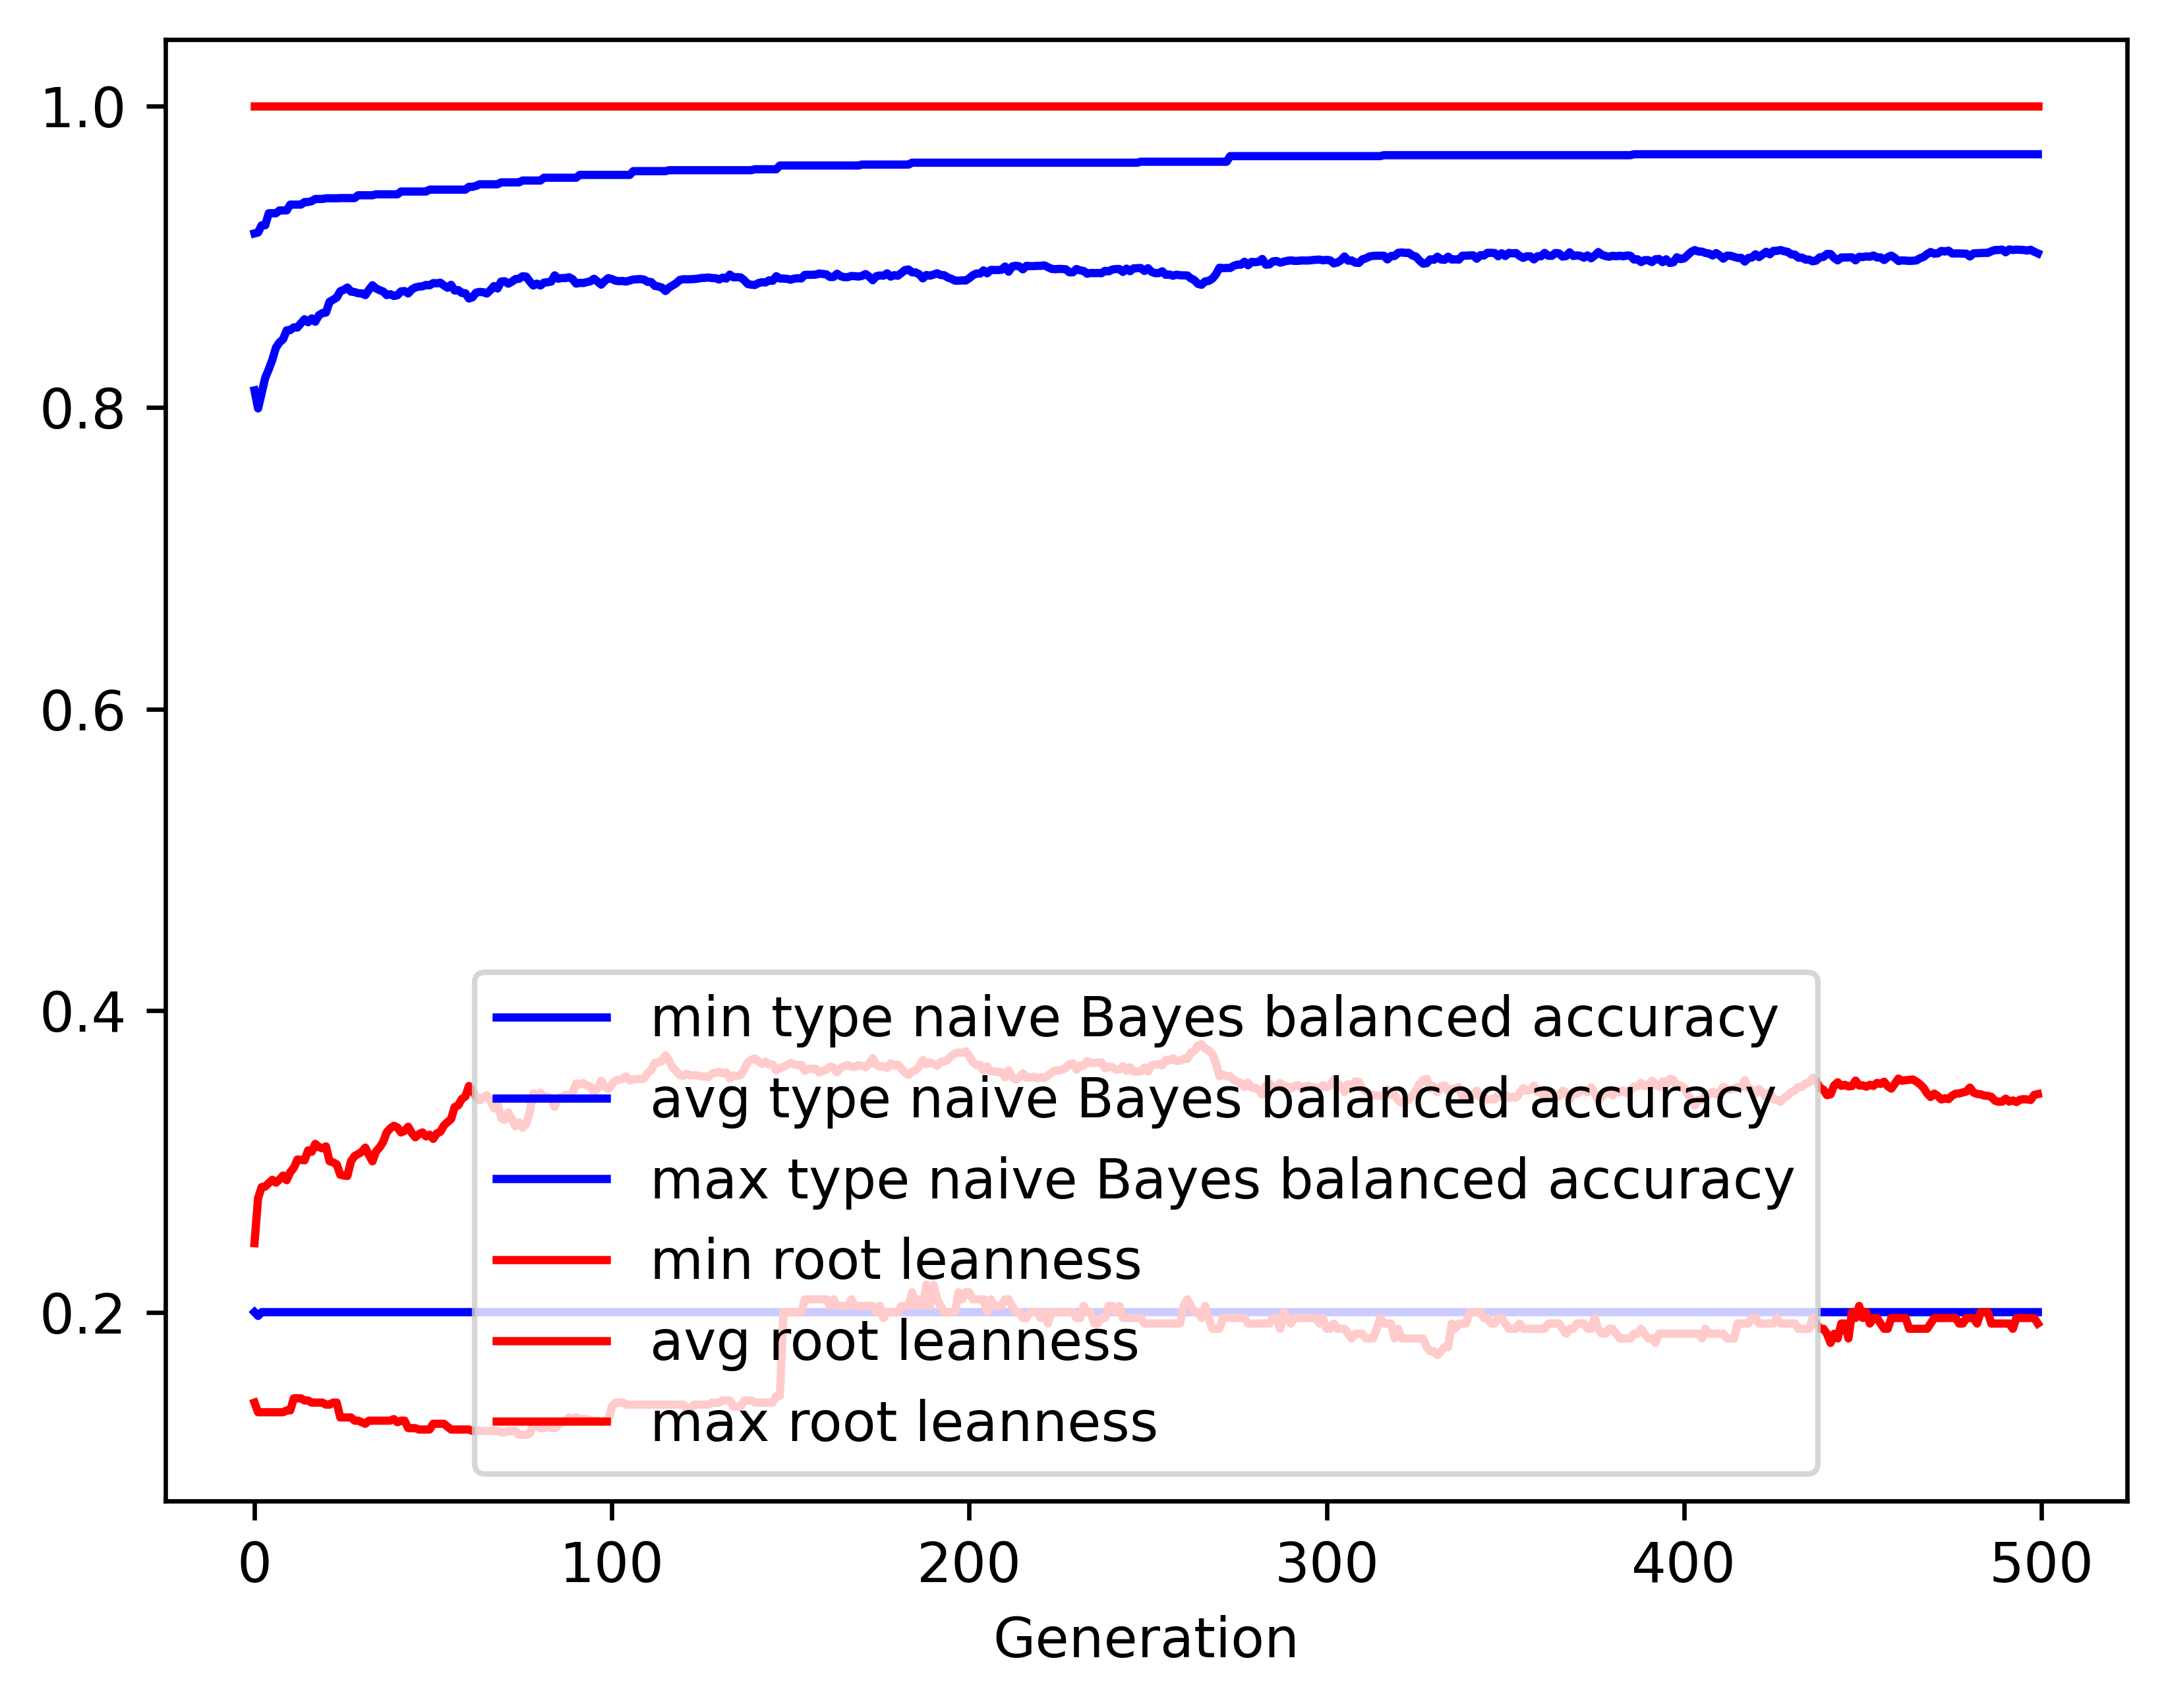 1.0
0.8
0.6
0.4
0.2
min type naive Bayes balanced accuracy
avg type naive Bayes balanced accuracy
max type naive Bayes balanced accuracy
min root leanness
avg root leanness
max root leanness
0 100 200 300 400 500
Generation